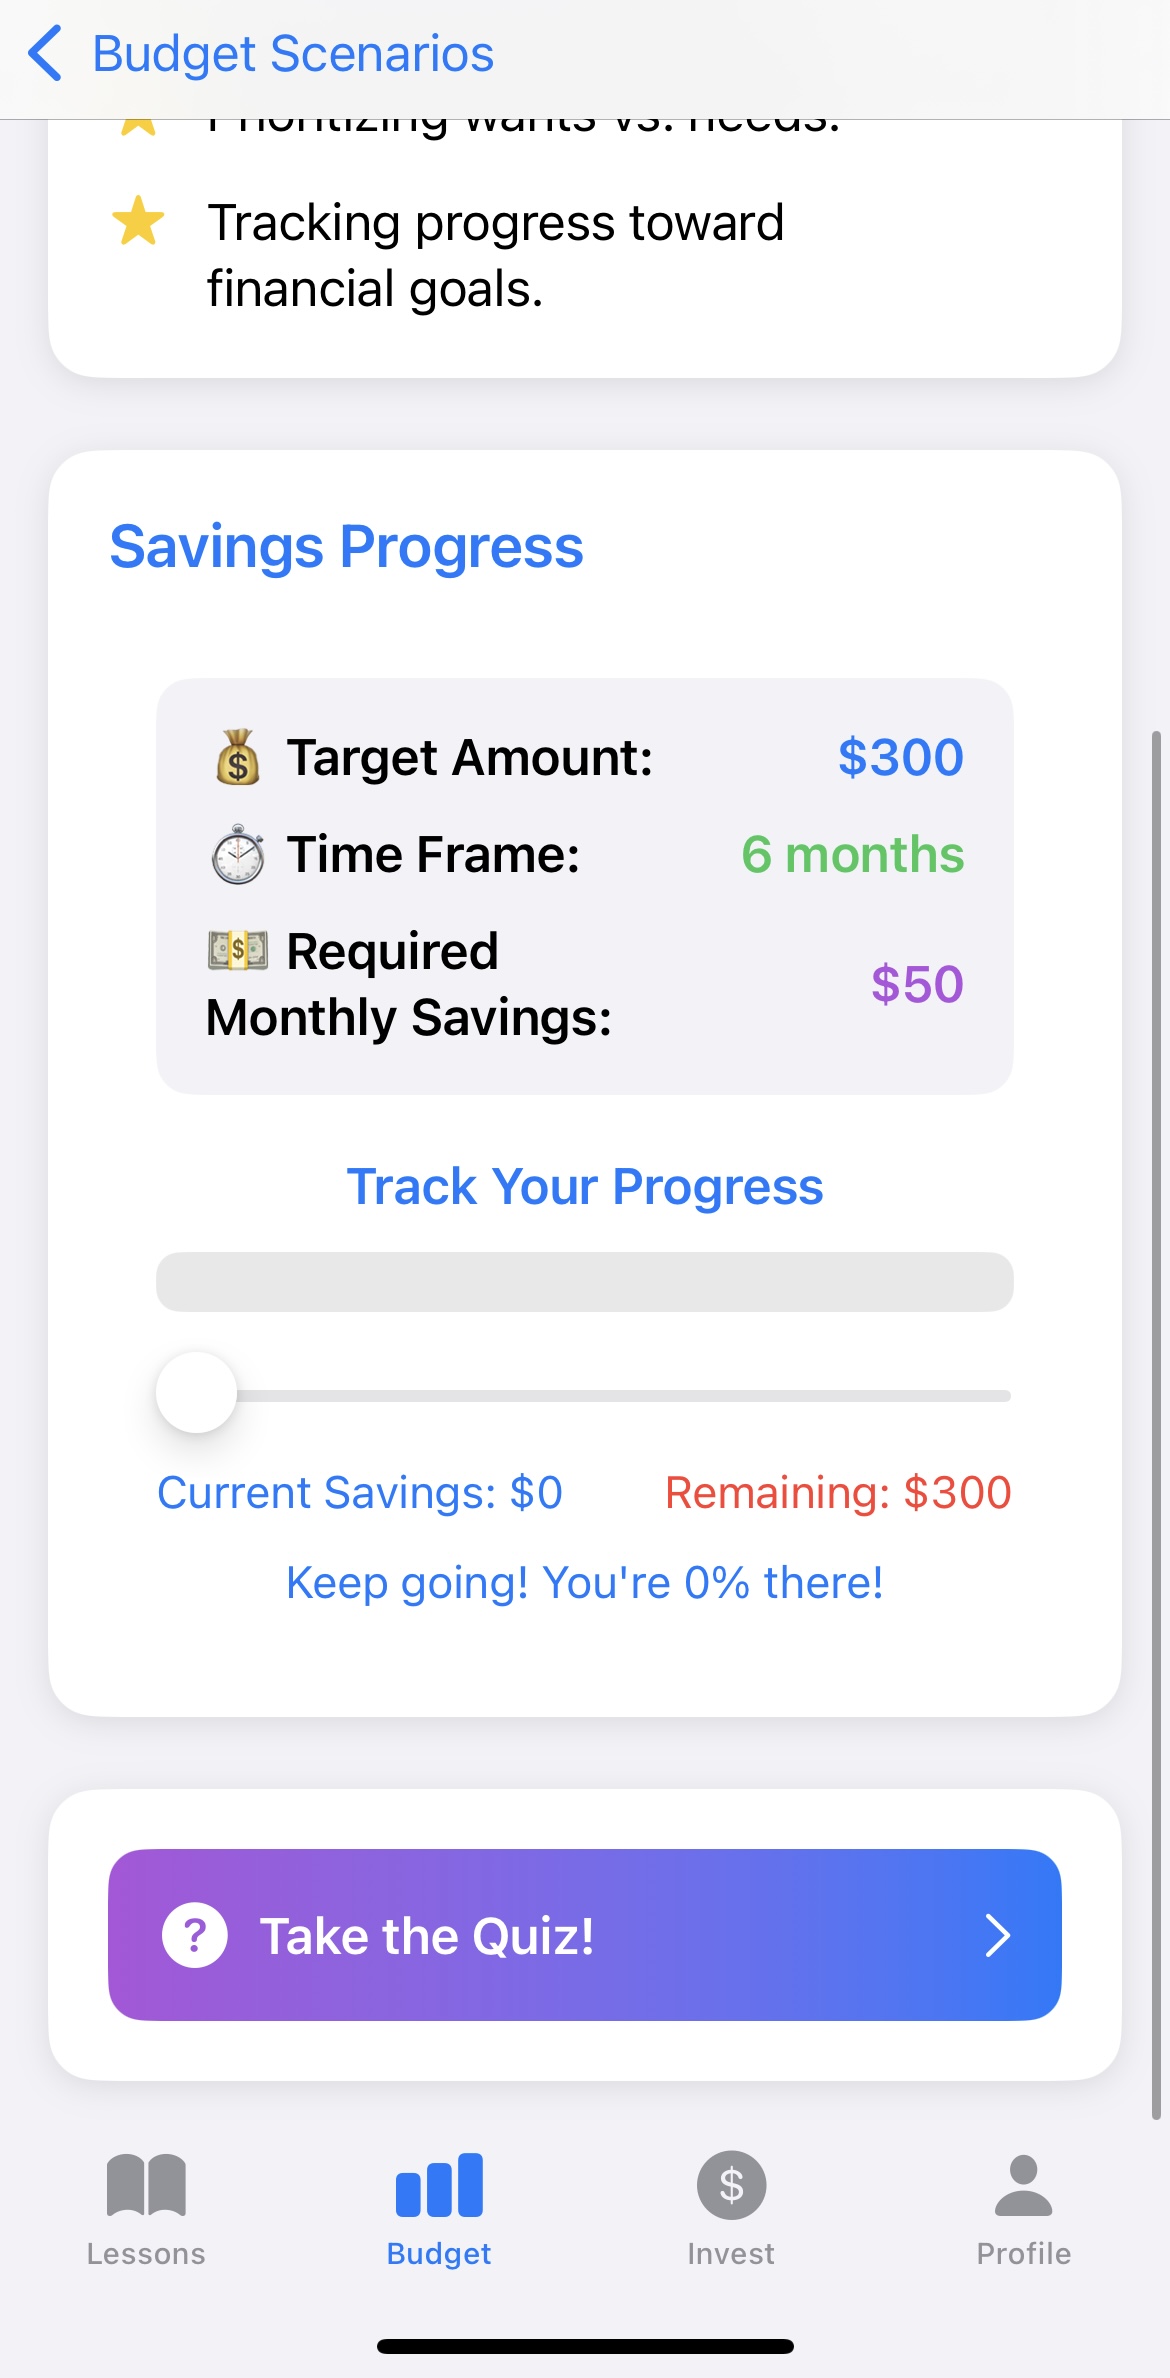 Budget Scenarios
Prioritizing wants vs. needs.
Tracking progress toward
financial goals.
Savings Progress
Target Amount: $300
Time Frame: 6 months
Required
Monthly Savings: $50
Track Your Progress
Current Savings: $0 Remaining: $300
Keep going! You're 0% there!
? Take the Quiz!
Lessons Budget Invest Profile